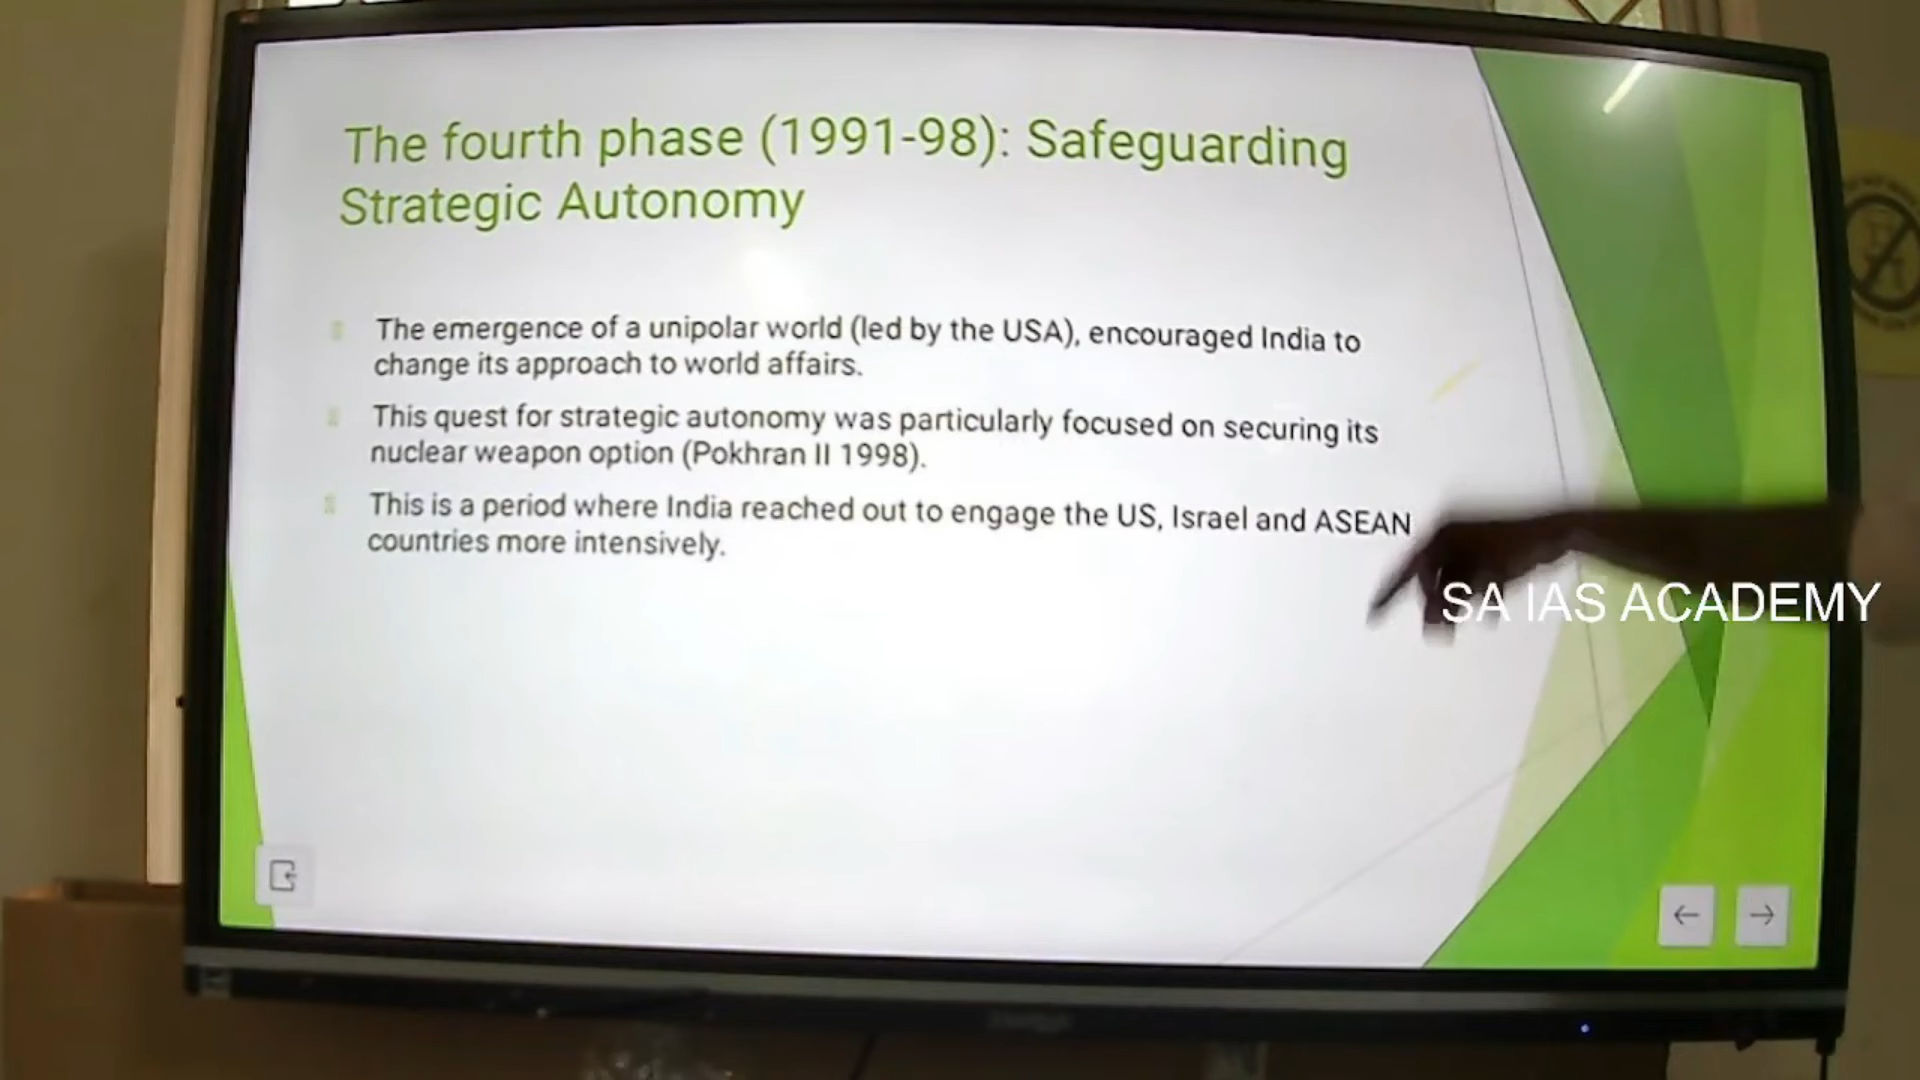 The fourth phase (1991-98): Safeguarding
Strategic Autonomy
The emergence of a unipolar world (led by the USA), encouraged India to
change its approach to world affairs.
This quest for strategic autonomy was particularly focused on securing its
nuclear weapon option (Pokhran II 1998).
This is a period where India reached out to engage the US, Israel and ASEAN
countries more intensively.
SA IAS ACADEMY